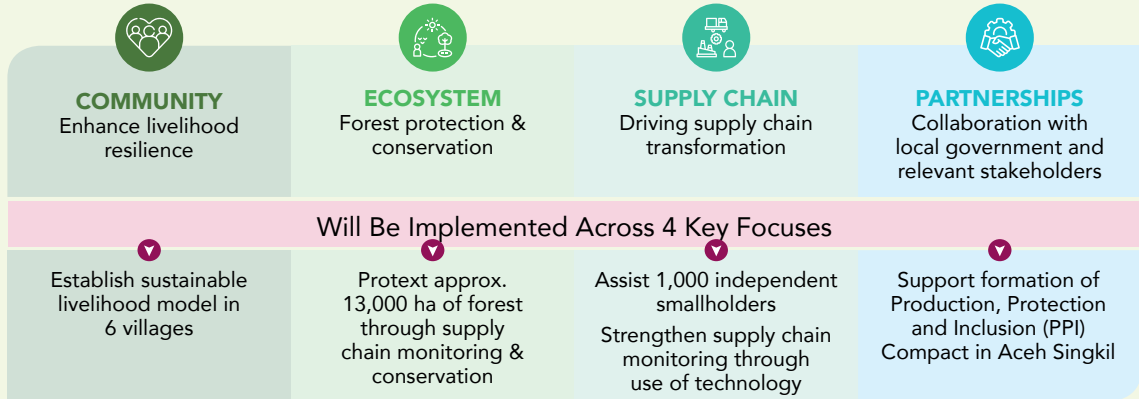 COMMUNITY
Enhance livelihood
resilience
ECOSYSTEM
Forest protection &
conservation
SUPPLY CHAIN
Driving supply chain
transformation
PARTNERSHIPS
Collaboration with
local government and
relevant stakeholders
Will Be Implemented Across 4 Key Focuses
Establish sustainable
livelihood model in
6 villages
Protext approx.
13,000 ha of forest
through supply
chain monitoring &
conservation
Assist 1,000 independent
smallholders
Strengthen supply chain
monitoring through
use of technology
Support formation of
Production, Protection
and Inclusion (PPI)
Compact in Aceh Singkil